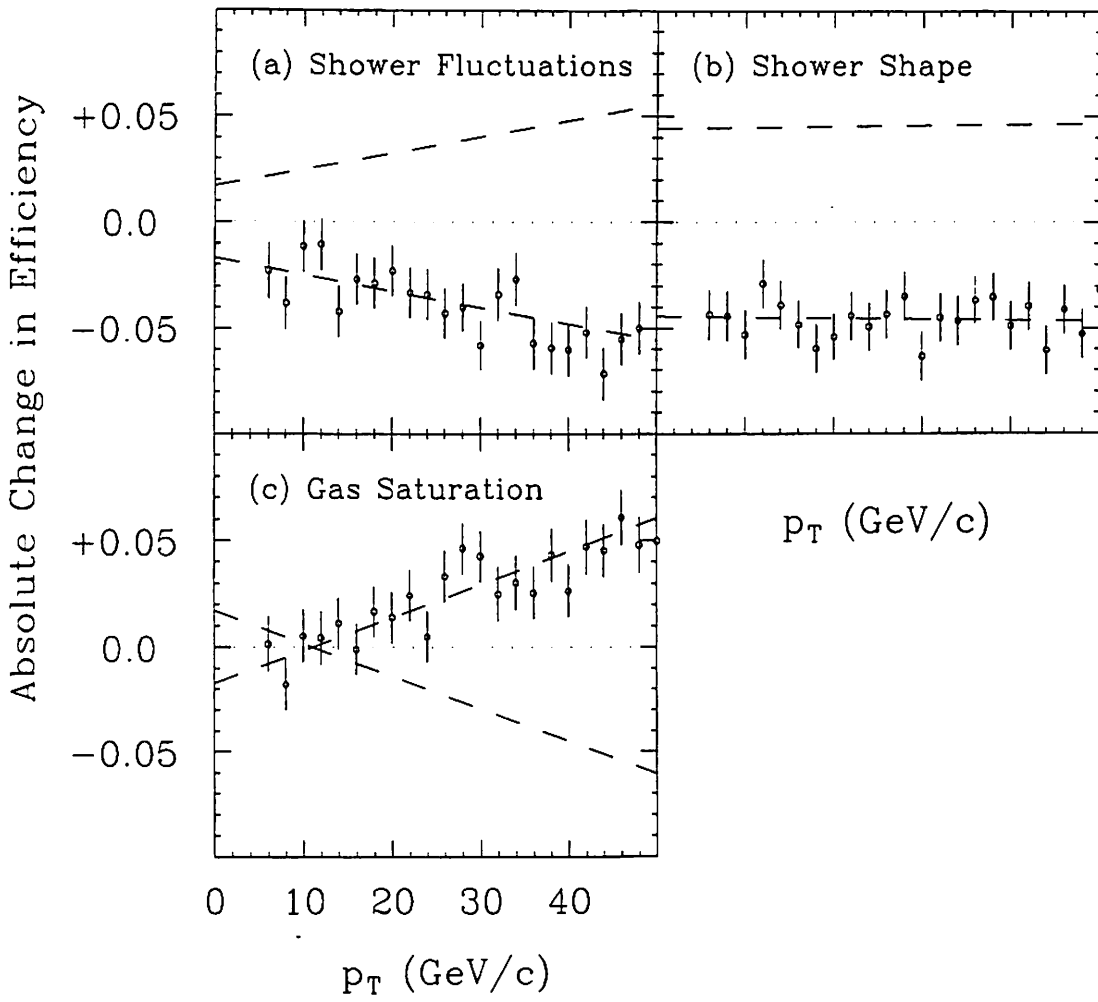 Absolute Change in Efficiency
(a) Shower Fluctuations
(b) Shower Shape
+0.05
0.0
−0.05
(c) Gas Saturation
+0.05
0.0
−0.05
p_T (GeV/c)
0 10 20 30 40
p_T (GeV/c)